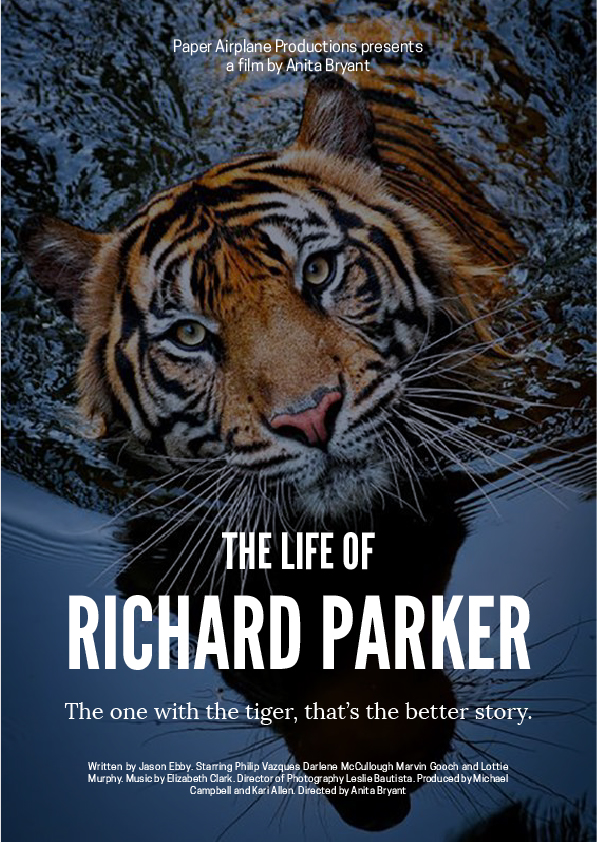 Paper Airplane Productions presents
a film by Anita Bryant
THE LIFE OF
RICHARD PARKER
The one with the tiger, that's the better story.
Written by Jason Ebby. Starring Philip Vazques Darlene McCullough Marvin Gooch and Lottie
Murphy. Music by Elizabeth Clark. Director of Photography Leslie Bautista. Produced by Michael
Campbell and Kari Allen. Directed by Anita Bryant